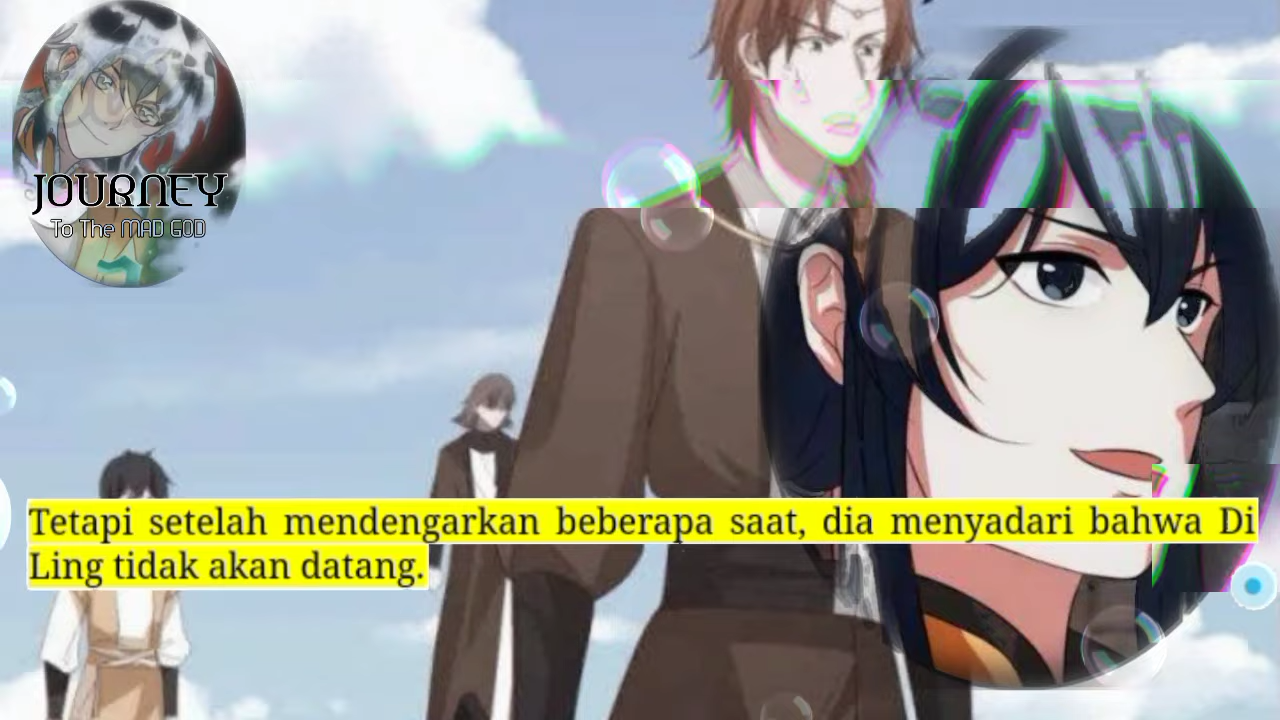 JOURNEY
To The MAD GOD
Tetapi setelah mendengarkan beberapa saat, dia menyadari bahwa Di
Ling tidak akan datang.